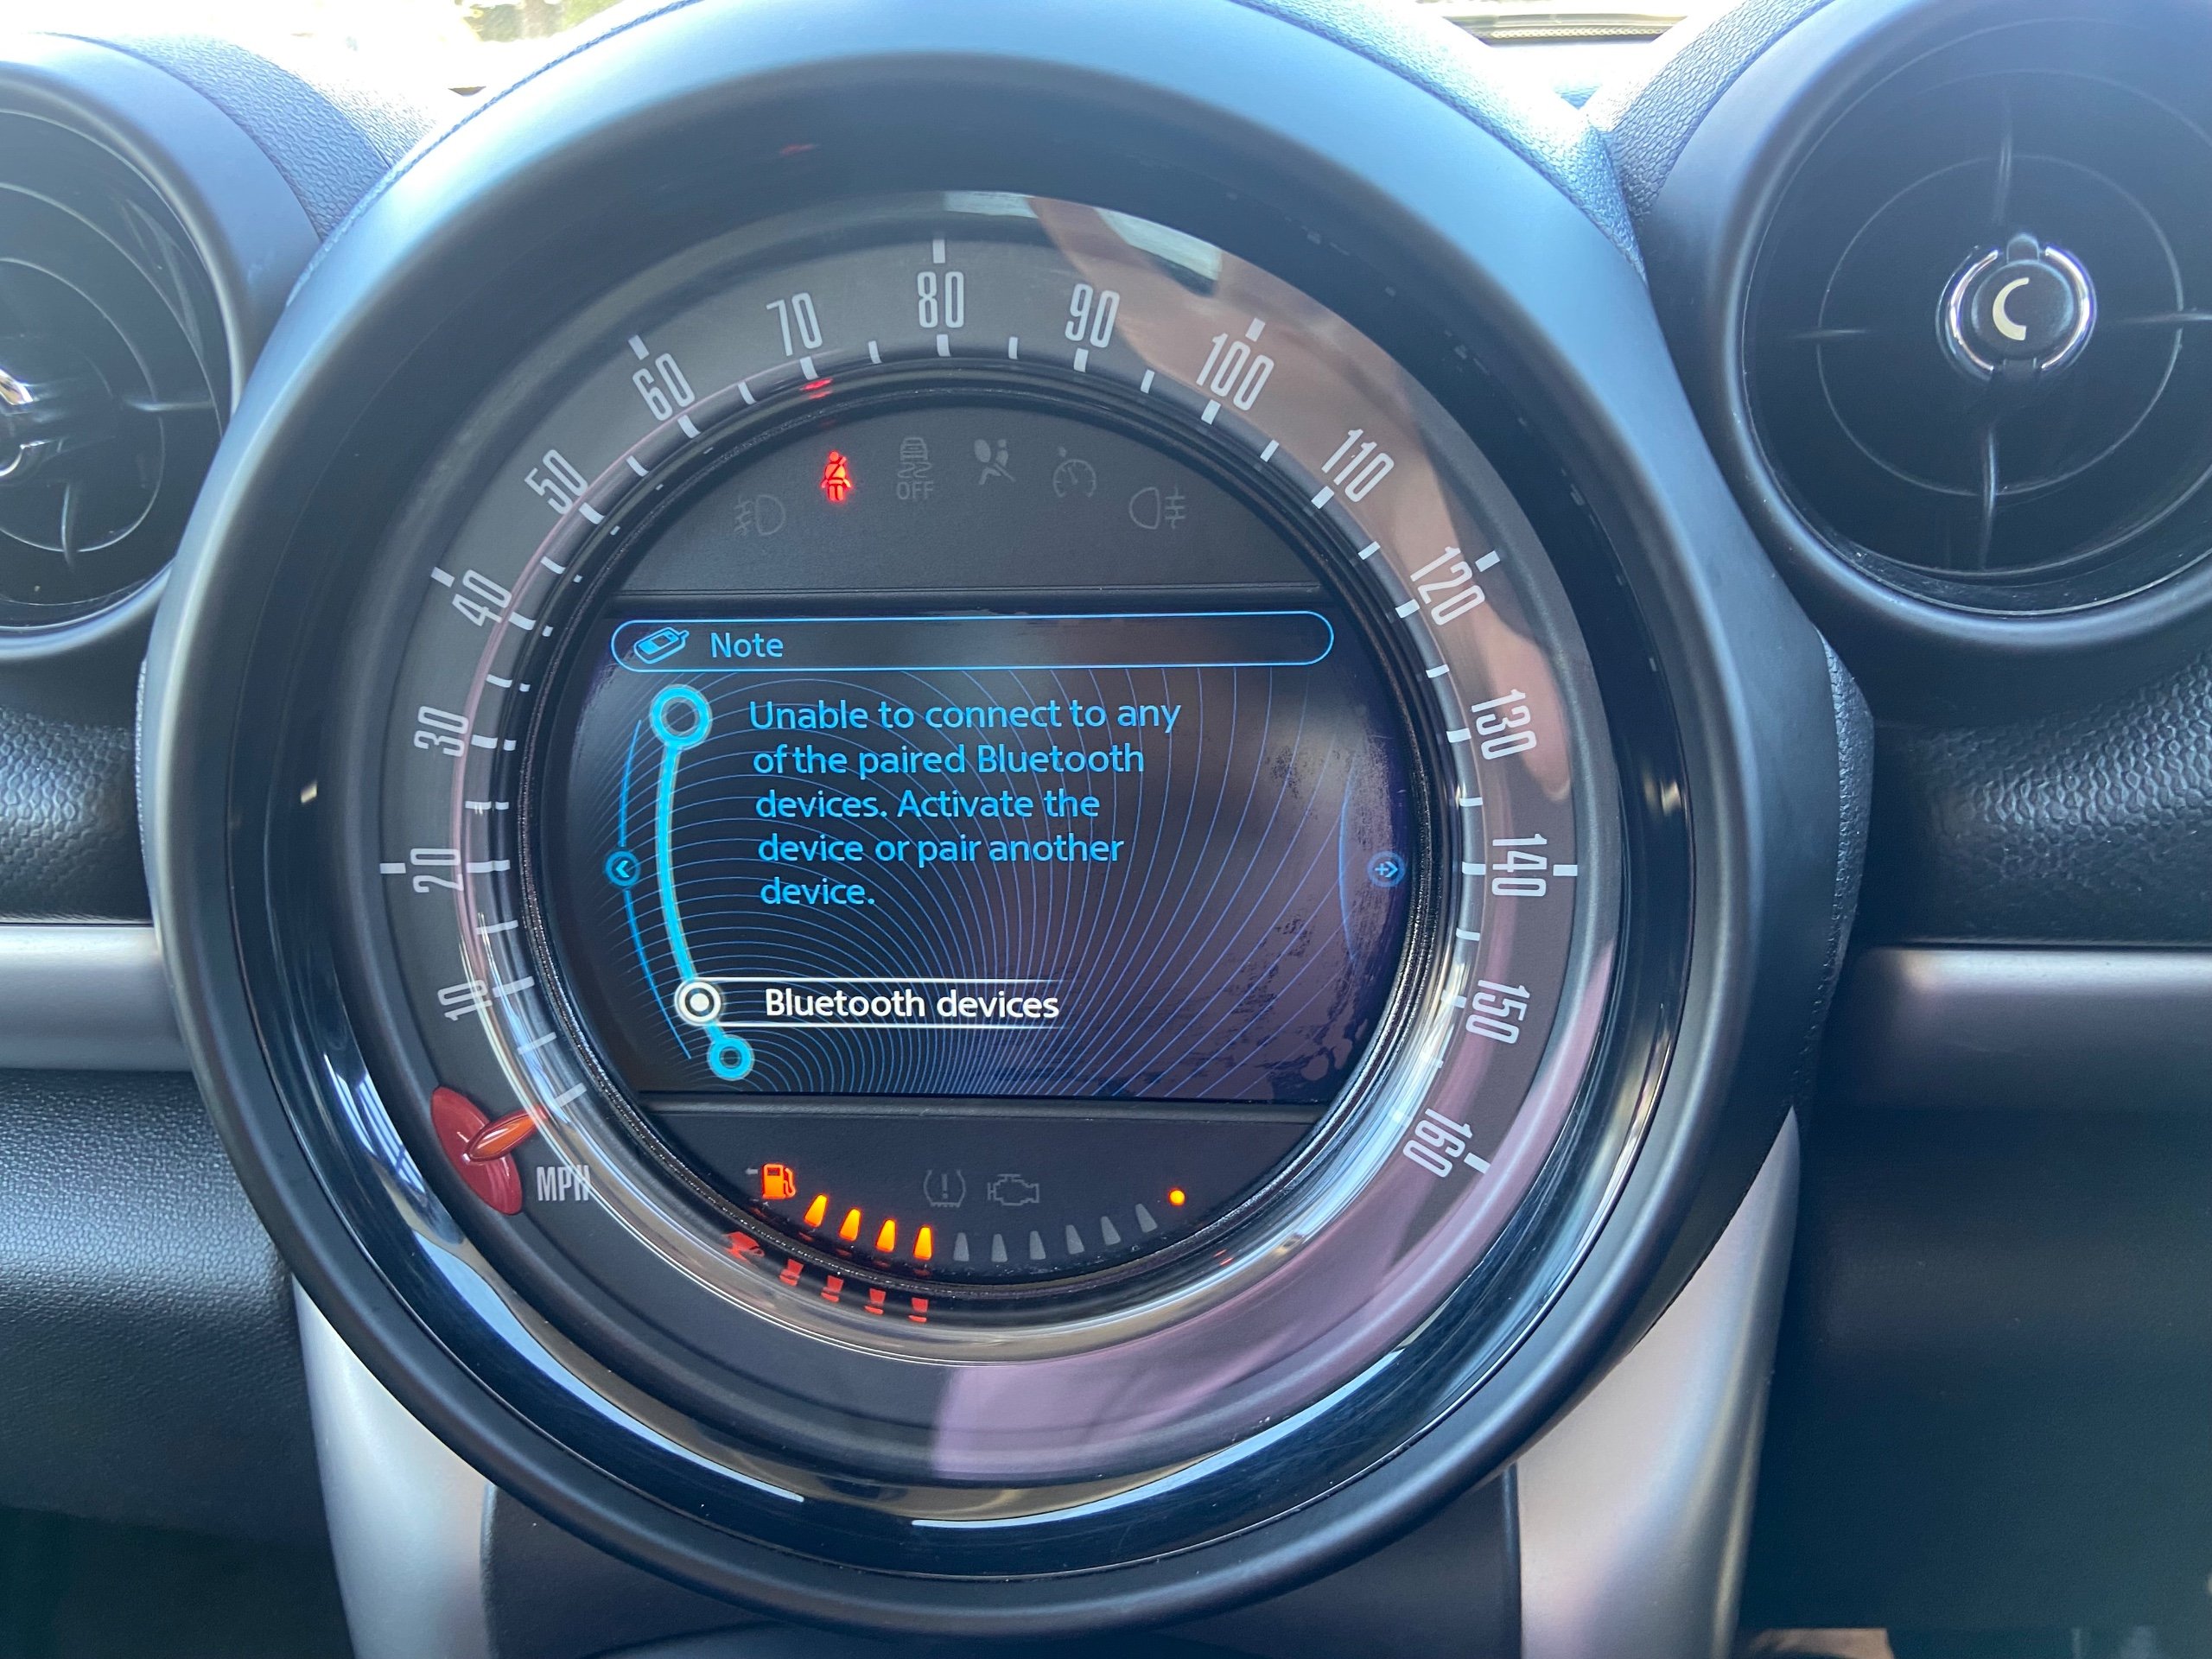 80
70
90
60
100
50
110
OFF
40
120
Note
30
Unable to connect to any
130
of the paired Bluetooth
devices. Activate the
device or pair another
20
140
device.
10
Bluetooth devices
150
160
MPH